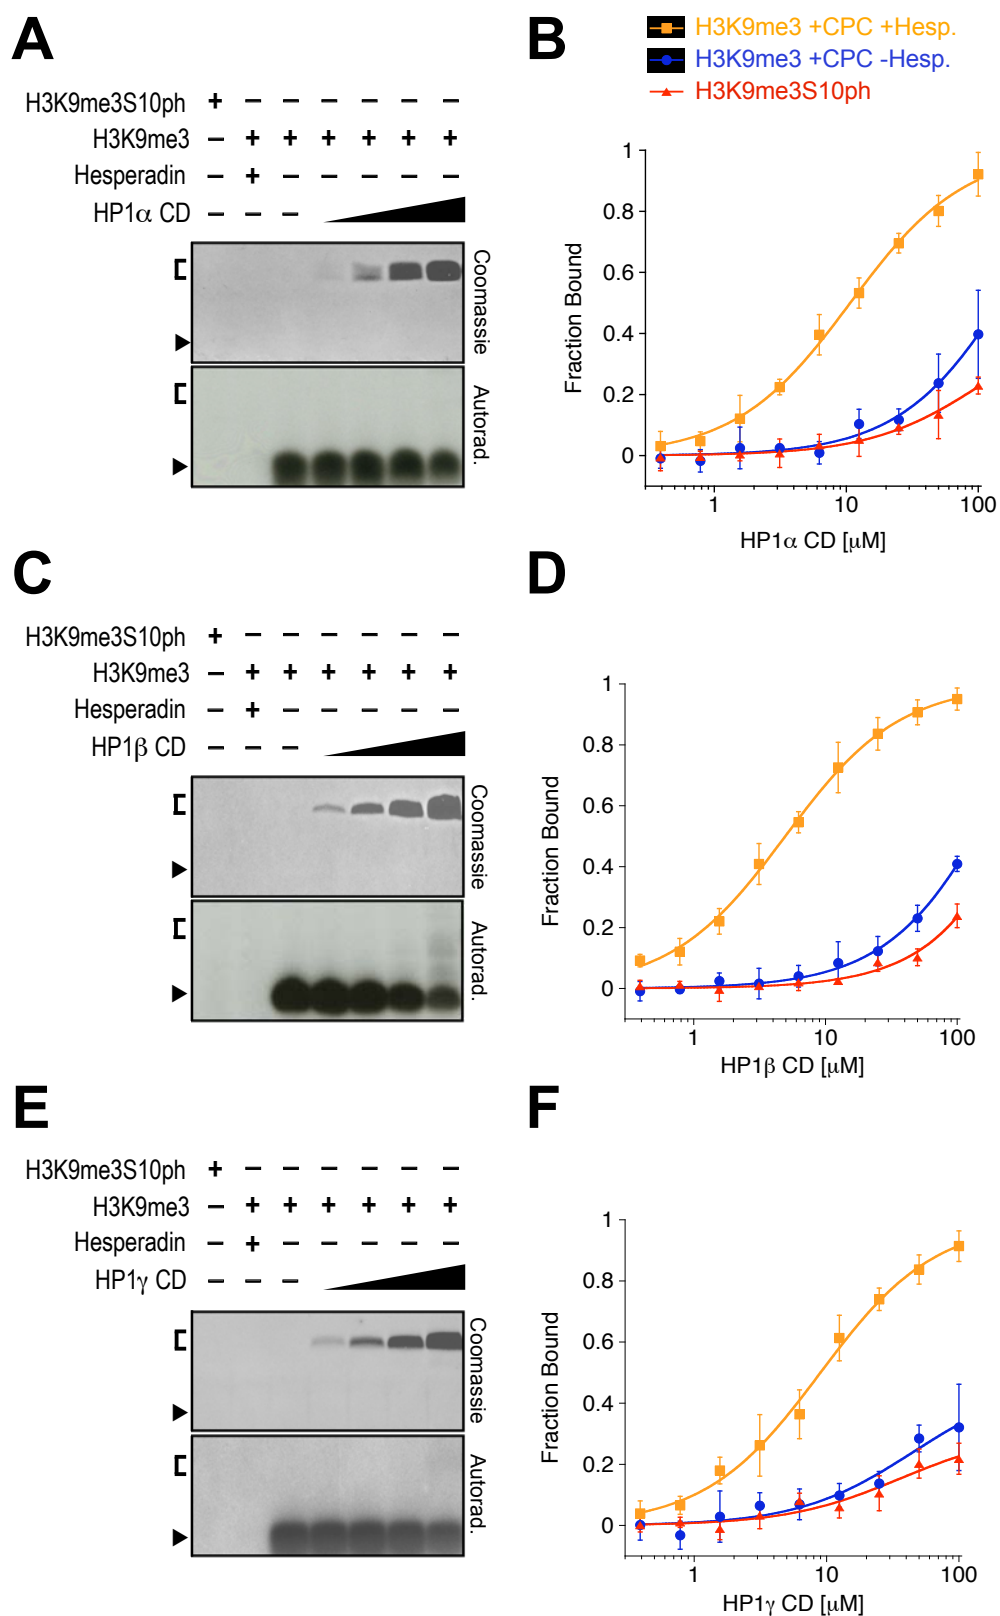 A
H3K9me3S10ph + – – – – – –
H3K9me3 – + + + + + +
Hesperadin – + – – – – –
HP1α CD – – –
Coomassie
Autorad.
B
H3K9me3 +CPC +Hesp.
H3K9me3 +CPC -Hesp.
H3K9me3S10ph
Fraction Bound
1
0.8
0.6
0.4
0.2
0
1 10 100
HP1α CD [μM]
C
H3K9me3S10ph + – – – – – –
H3K9me3 – + + + + + +
Hesperadin – + – – – – –
HP1β CD – – –
Coomassie
Autorad.
D
Fraction Bound
1
0.8
0.6
0.4
0.2
0
1 10 100
HP1β CD [μM]
E
H3K9me3S10ph + – – – – – –
H3K9me3 – + + + + + +
Hesperadin – + – – – – –
HP1γ CD – – –
Coomassie
Autorad.
F
Fraction Bound
1
0.8
0.6
0.4
0.2
0
1 10 100
HP1γ CD [μM]